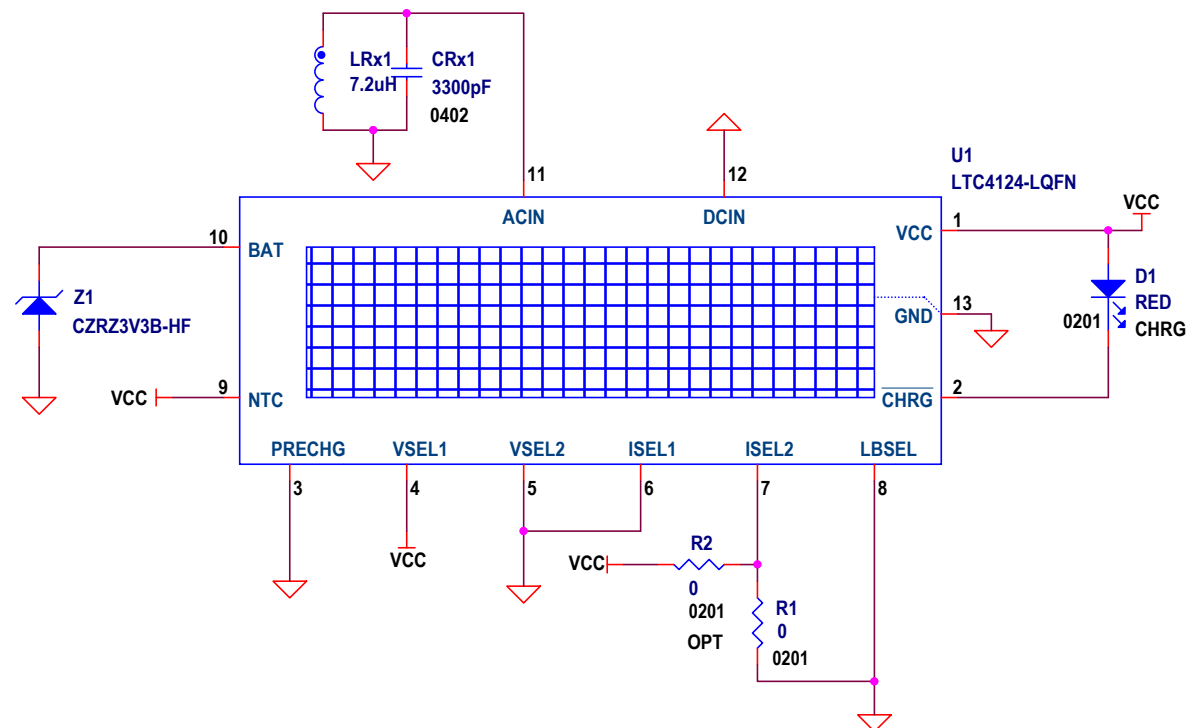 LRx1
7.2uH
CRx1
3300pF
0402
11
12
U1
LTC4124-LQFN
ACIN
DCIN
VCC
1
VCC
10
BAT
Z1
CZRZ3V3B-HF
D1
RED
CHRG
0201
13
GND
VCC
9
NTC
CHRG
2
PRECHG
VSEL1
VSEL2
ISEL1
ISEL2
LBSEL
3
4
5
6
7
8
VCC
VCC
R2
0
0201
OPT
R1
0
0201